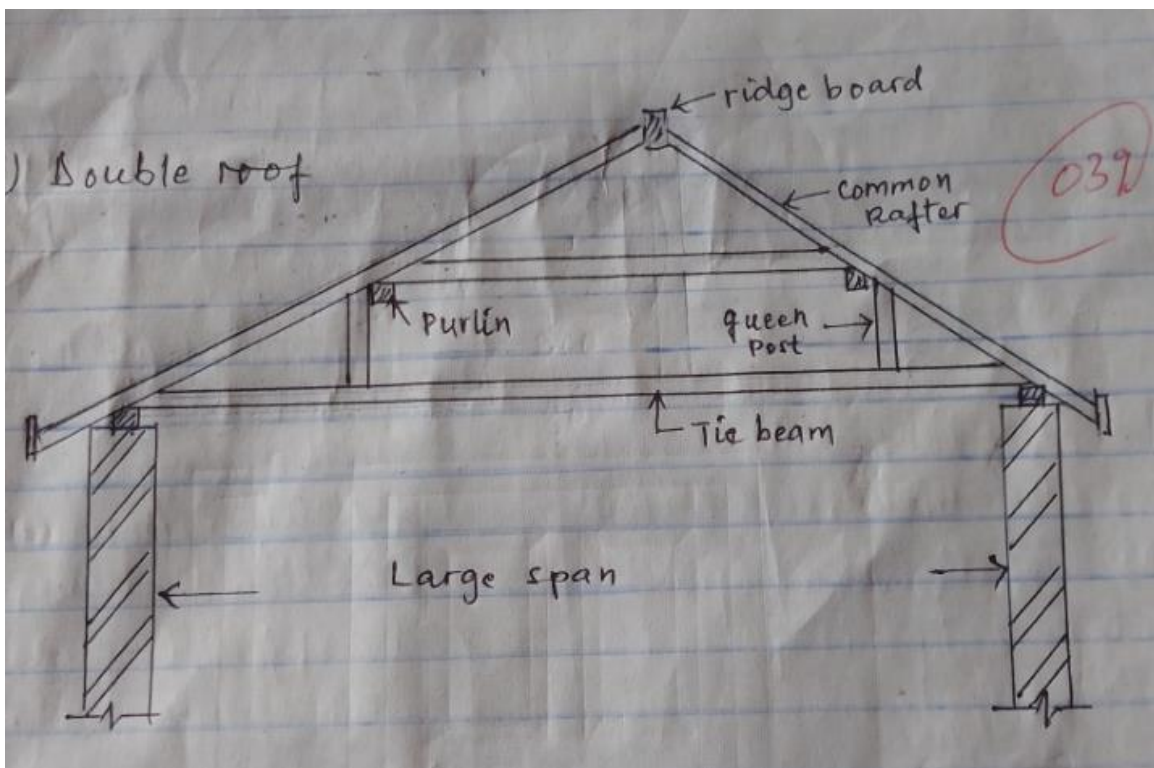 ridge board
) Double roof
common
Rafter
039
Purlin
queen
post
Tie beam
Large span